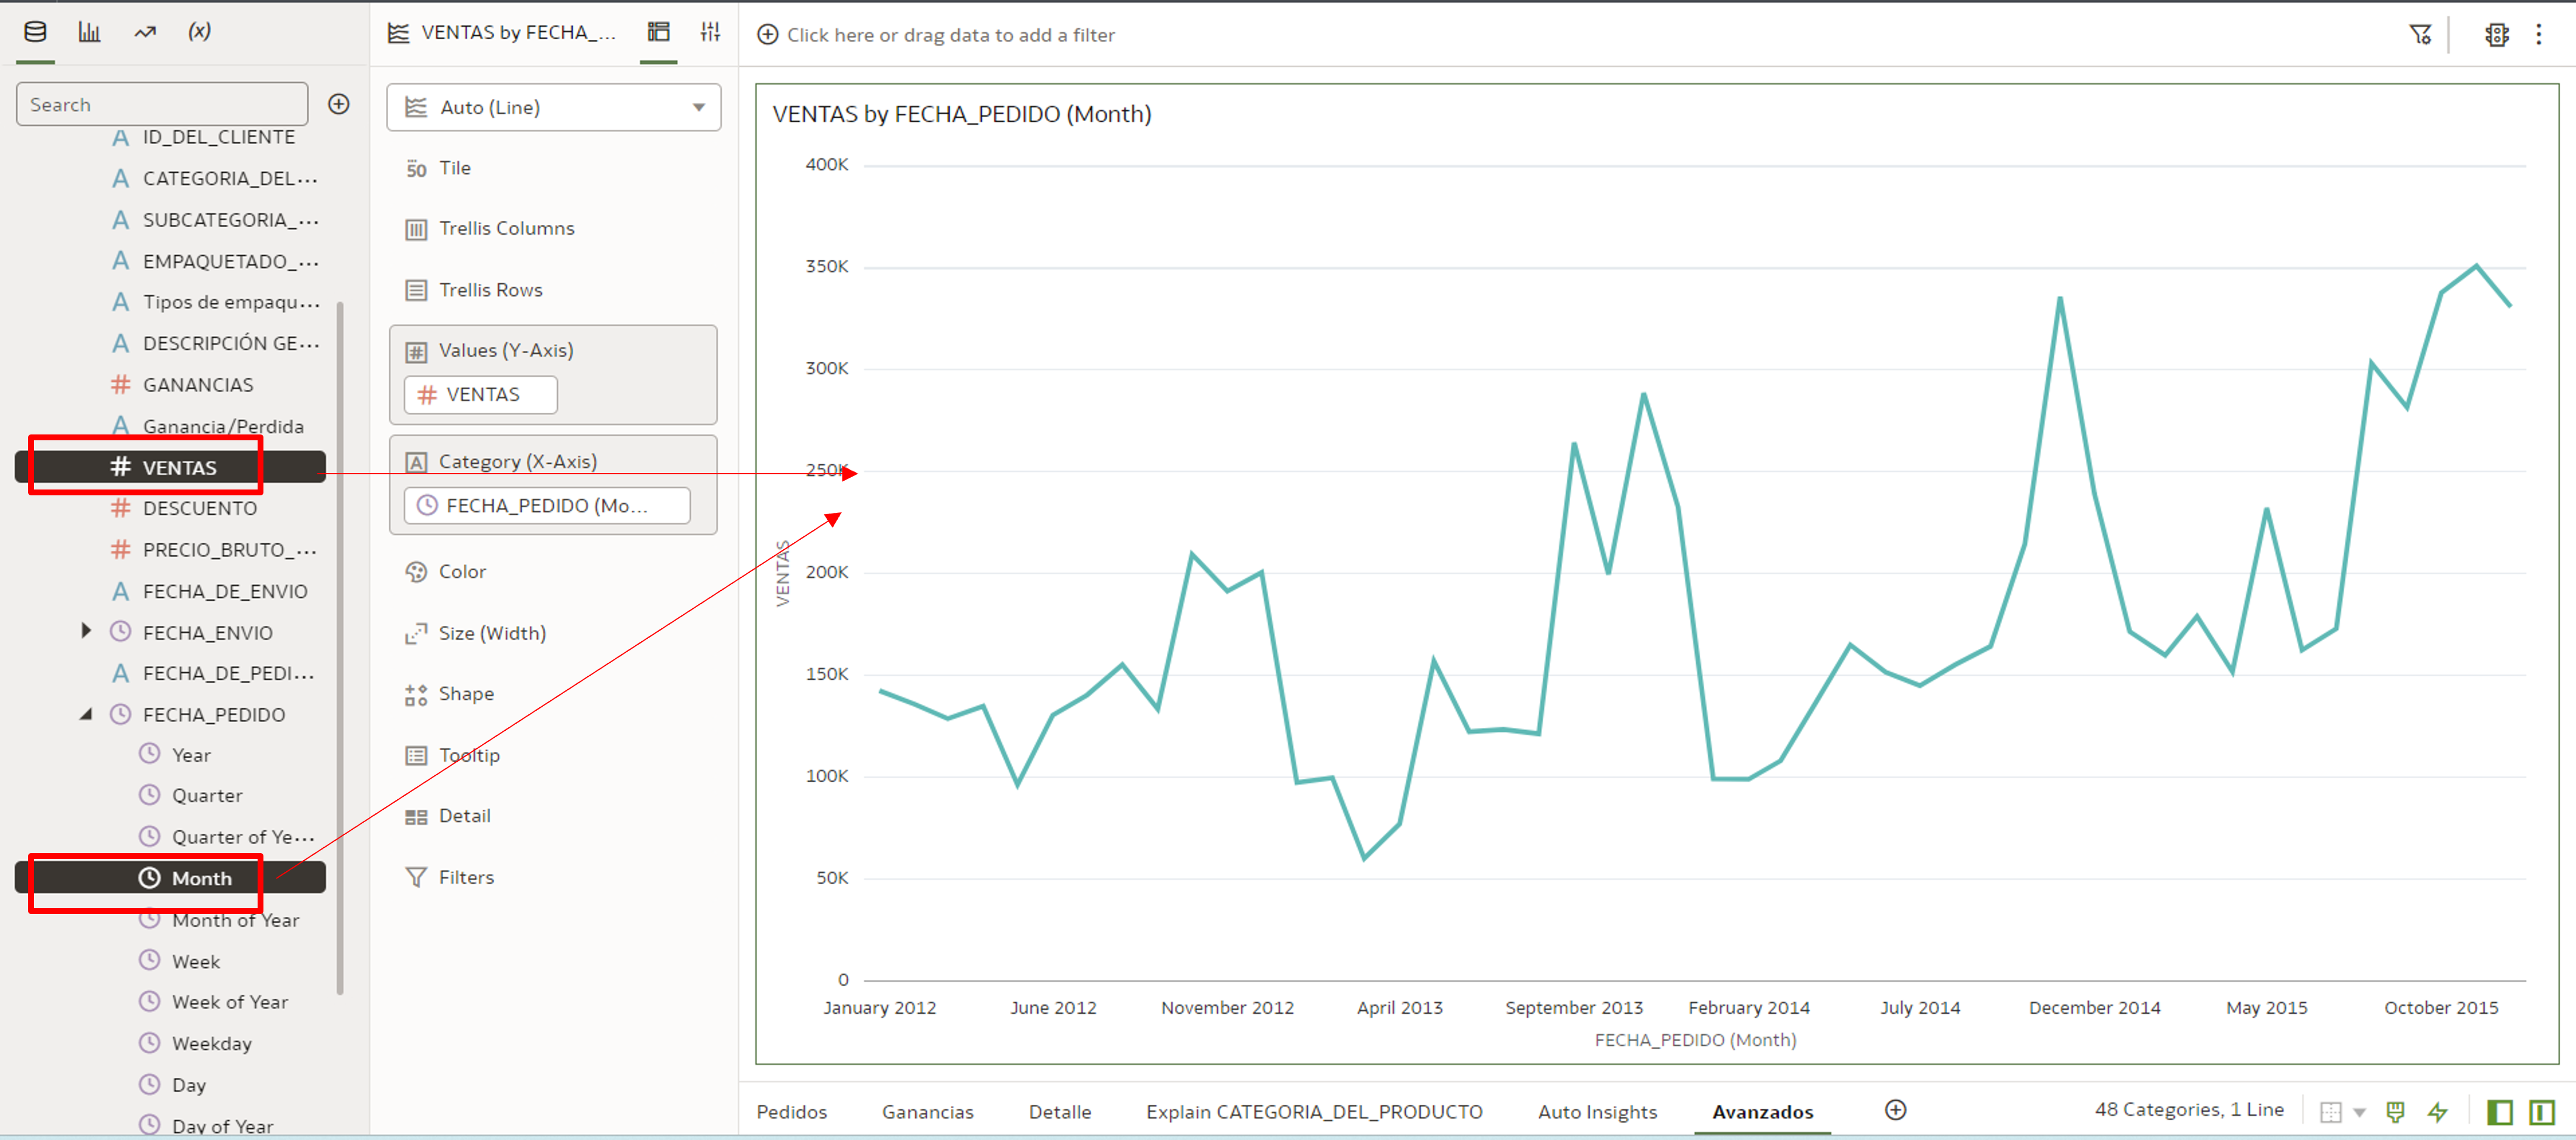 (x)
Search
ID_DEL_CLIENTE
CATEGORIA_DEL...
SUBCATEGORIA_...
EMPAQUETADO_...
Tipos de empaqu...
DESCRIPCIÓN GE...
GANANCIAS
Ganancia/Perdida
VENTAS
DESCUENTO
PRECIO_BRUTO_...
FECHA_DE_ENVIO
FECHA_ENVIO
FECHA_DE_PEDI...
FECHA_PEDIDO
Year
Quarter
Quarter of Ye...
Month
Month of Year
Week
Week of Year
Weekday
Day
Day of Year
VENTAS by FECHA_...
Auto (Line)
Tile
Trellis Columns
Trellis Rows
Values (Y-Axis)
VENTAS
Category (X-Axis)
FECHA_PEDIDO (Mo...
Color
Size (Width)
Shape
Tooltip
Detail
Filters
Click here or drag data to add a filter
VENTAS by FECHA_PEDIDO (Month)
400K
350K
300K
250K
200K
150K
100K
50K
0
VENTAS
January 2012 June 2012 November 2012 April 2013 September 2013 February 2014 July 2014 December 2014 May 2015 October 2015
FECHA_PEDIDO (Month)
Pedidos Ganancias Detalle Explain CATEGORIA_DEL_PRODUCTO Auto Insights Avanzados 48 Categories, 1 Line